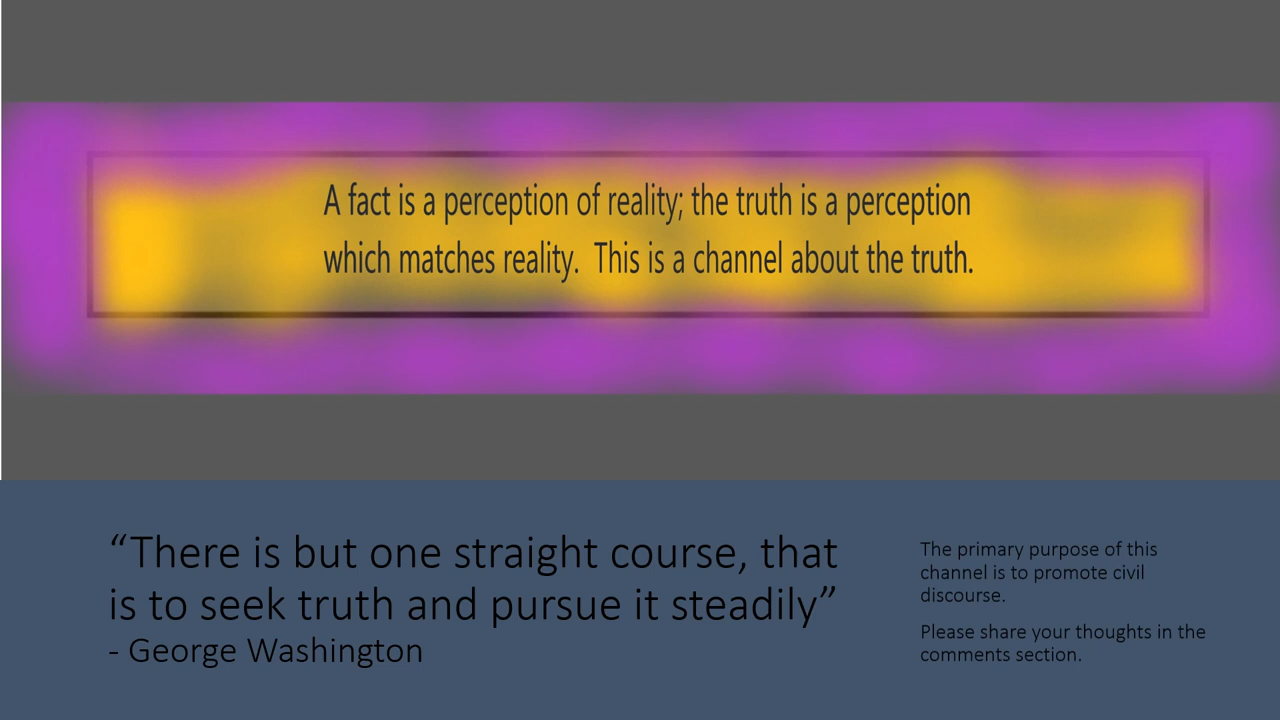 A fact is a perception of reality; the truth is a perception
which matches reality.  This is a channel about the truth.
“There is but one straight course, that
is to seek truth and pursue it steadily”
- George Washington
The primary purpose of this
channel is to promote civil
discourse.
Please share your thoughts in the
comments section.